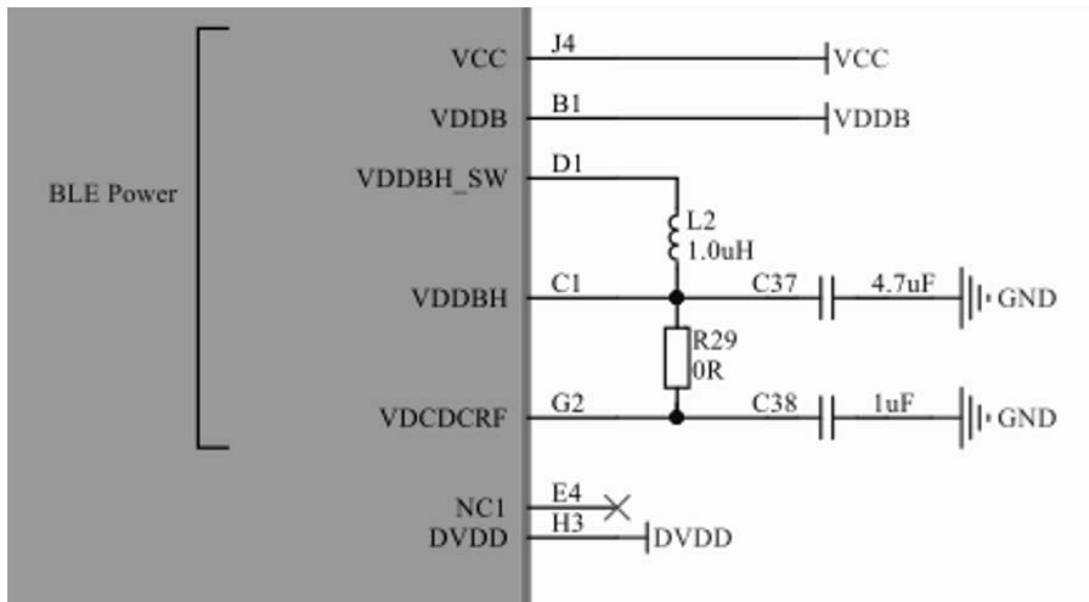 VCC J4 VCC
VDDB B1 VDDB
VDDBH_SW D1
BLE Power
L2
1.0uH
VDDBH C1 C37 4.7uF GND
R29
0R
VDCDCRF G2 C38 1uF GND
NC1 E4
DVDD H3 DVDD